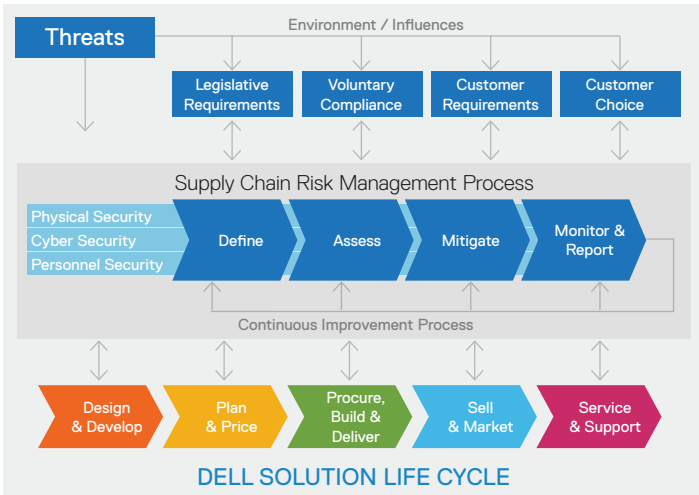 Threats
Environment / Influences
Legislative
Requirements
Voluntary
Compliance
Customer
Requirements
Customer
Choice
Supply Chain Risk Management Process
Physical Security
Cyber Security
Personnel Security
Define
Assess
Mitigate
Monitor &
Report
Continuous Improvement Process
Design
& Develop
Plan
& Price
Procure,
Build &
Deliver
Sell
& Market
Service
& Support
DELL SOLUTION LIFE CYCLE